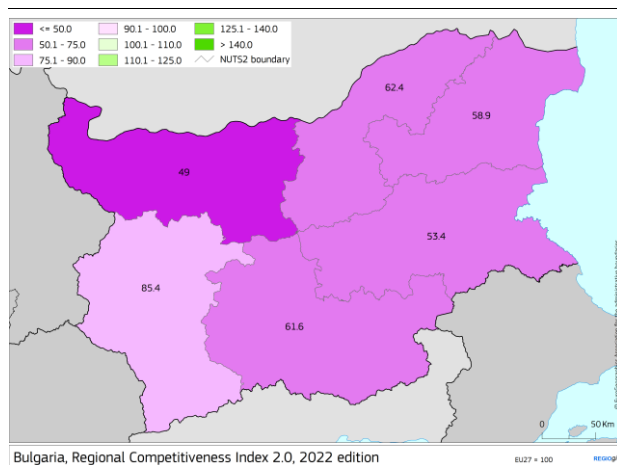 <= 50.0
50.1 - 75.0
75.1 - 90.0
90.1 - 100.0
100.1 - 110.0
110.1 - 125.0
125.1 - 140.0
> 140.0
NUTS2 boundary
62.4
58.9
49
53.4
85.4
61.6
0 50 Km
Bulgaria, Regional Competitiveness Index 2.0, 2022 edition
EU27 = 100